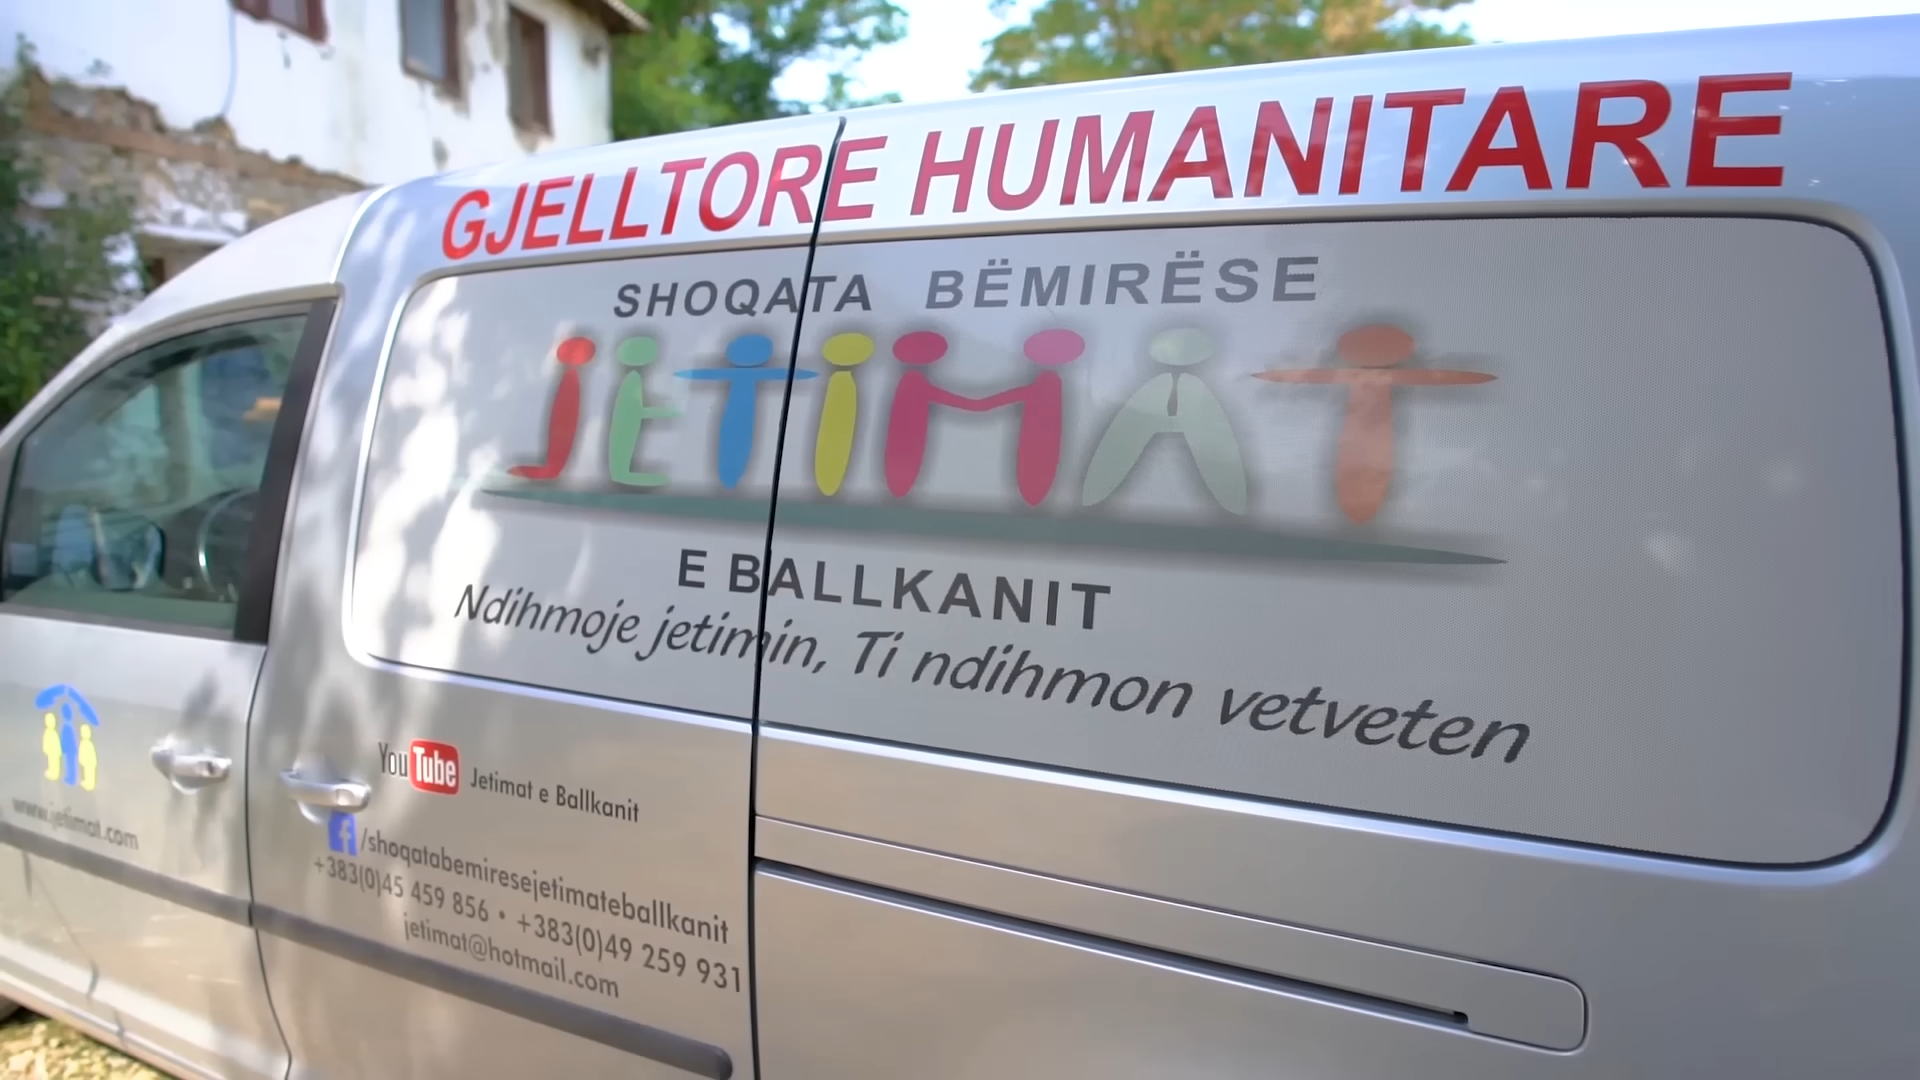 GJELLTORE HUMANITARE
SHOQATA BËMIRËSE
JETIMAT
E BALLKANIT
Ndihmoje jetimin, Ti ndihmon vetveten
www.jetimat.com
YouTube Jetimat e Ballkanit
f/shoqatabemiresejetimateballkanit
+383(0)45 459 856 • +383(0)49 259 931
jetimat@hotmail.com